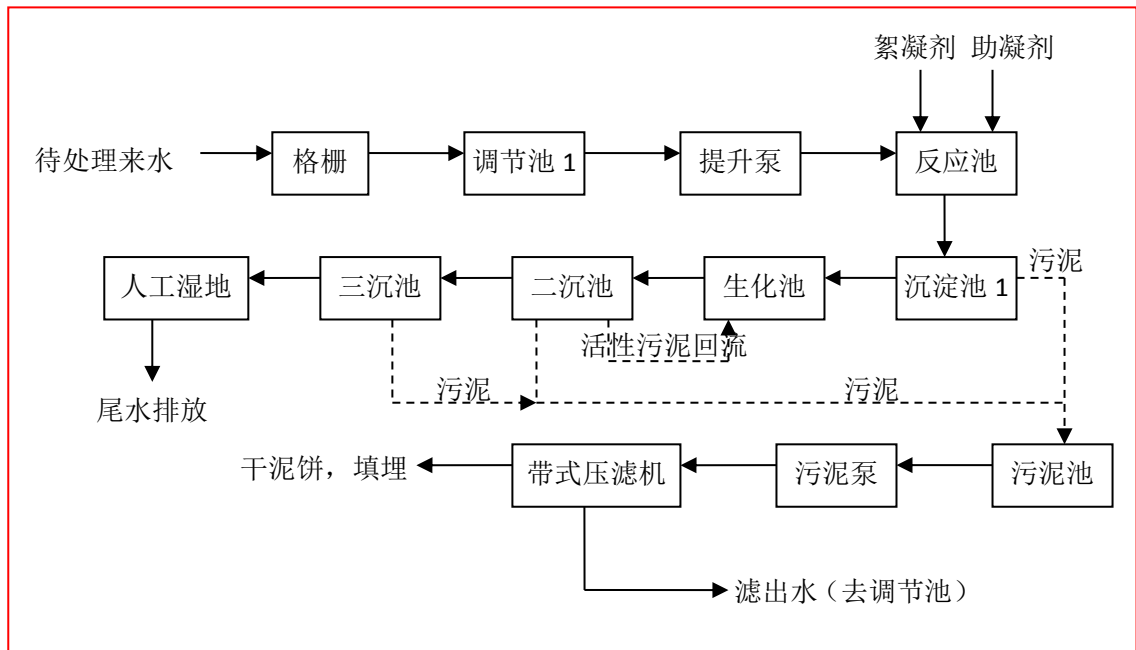 絮凝剂 助凝剂
待处理来水 格栅 调节池 1 提升泵 反应池
污泥
人工湿地 三沉池 二沉池 生化池 沉淀池 1
活性污泥回流
污泥 污泥
尾水排放
干泥饼，填埋 带式压滤机 污泥泵 污泥池
滤出水（去调节池）